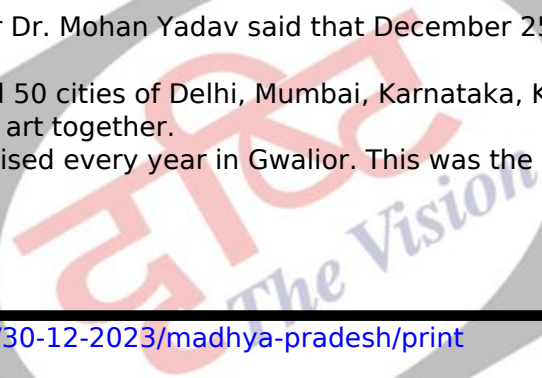 r Dr. Mohan Yadav said that December 25
l 50 cities of Delhi, Mumbai, Karnataka, K
art together.
ised every year in Gwalior. This was the
दृष्टि
The Vision
/30-12-2023/madhya-pradesh/print